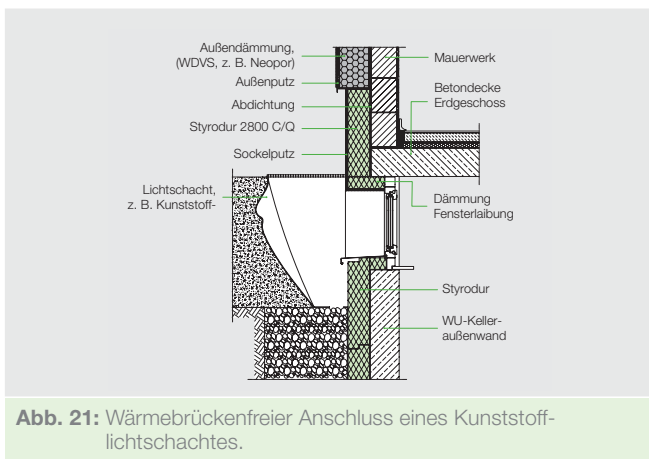 Außendämmung,
(WDVS, z. B. Neopor)
Außenputz
Abdichtung
Styrodur 2800 C/Q
Sockelputz
Lichtschacht,
z. B. Kunststoff-
Mauerwerk
Betondecke
Erdgeschoss
Dämmung
Fensterlaibung
Styrodur
WU-Keller-
außenwand
Abb. 21: Wärmebrückenfreier Anschluss eines Kunststoff-
lichtschachtes.